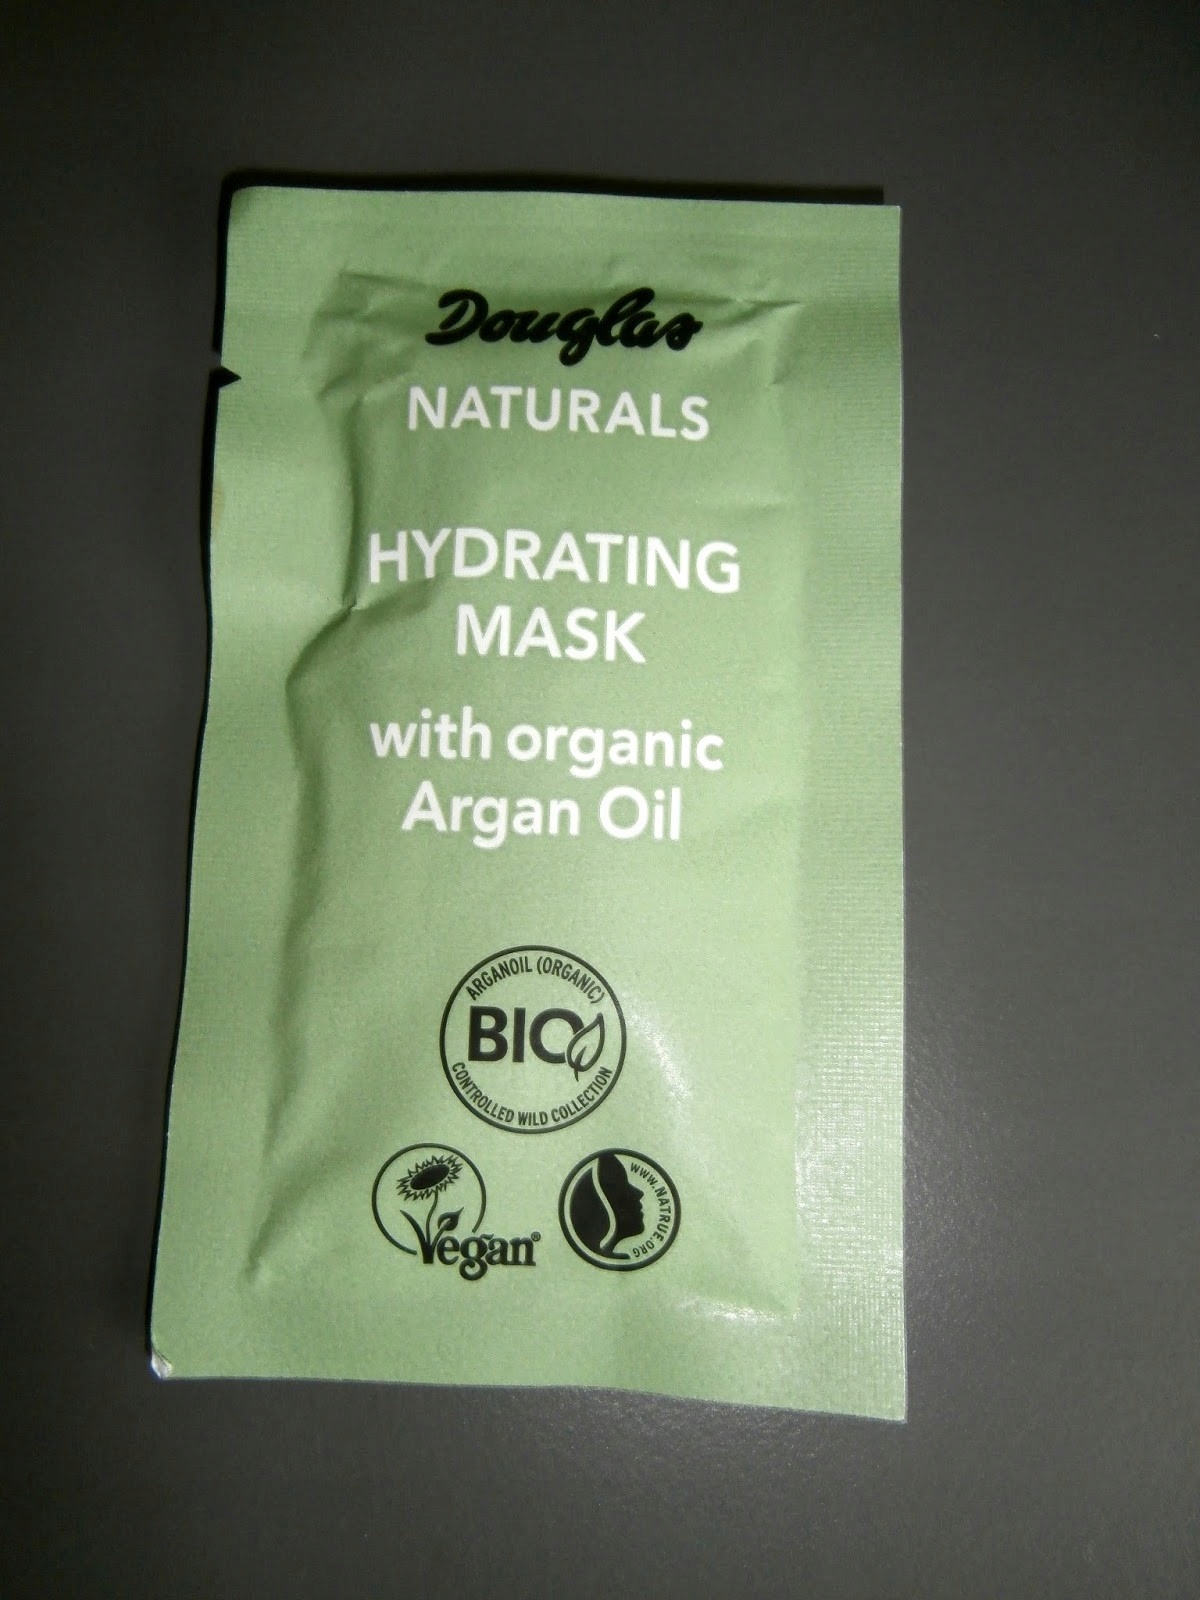 Douglas
NATURALS
HYDRATING
MASK
with organic
Argan Oil
ARGANOIL (ORGANIC)
BIO
CONTROLLED WILD COLLECTION
Vegan®
WWW.NATRUE.ORG